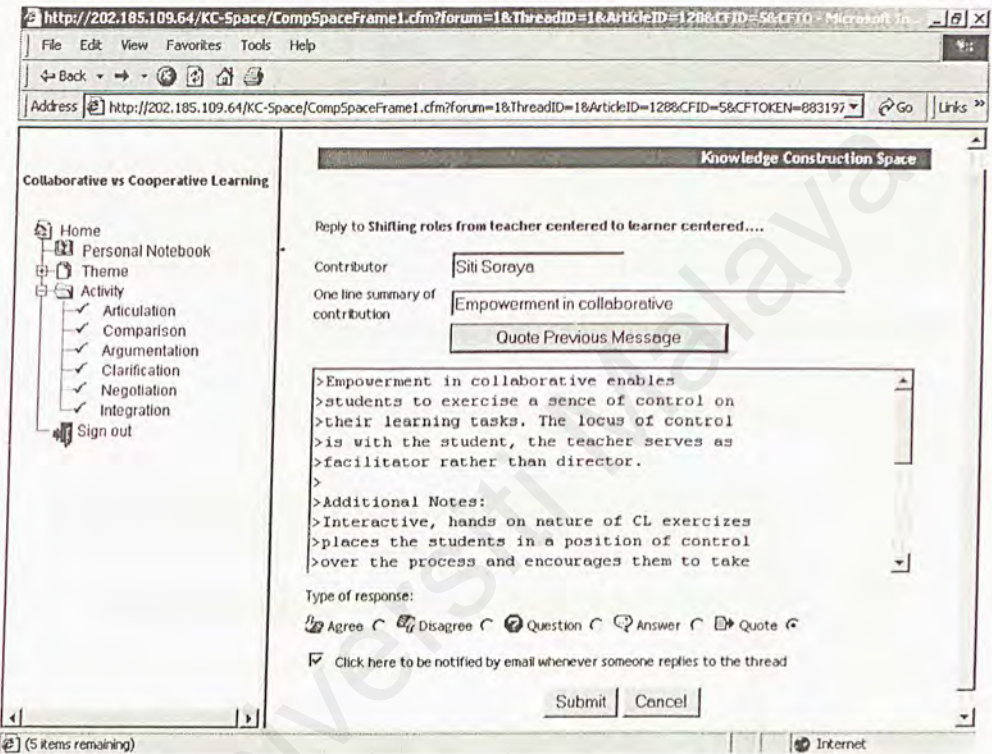 http://202.185.109.64/KC-Space/CompSpaceFrame1.cfm?forum=1&ThreadID=1&ArticleID=128&CFID=5&CFTO - Microsoft In...
File Edit View Favorites Tools Help
Back
Address http://202.185.109.64/KC-Space/CompSpaceFrame1.cfm?forum=1&ThreadID=1&ArticleID=128&CFID=5&CFTOKEN=883197 Go Links »
Collaborative vs Cooperative Learning
Home
Personal Notebook
Theme
Activity
Articulation
Comparison
Argumentation
Clarification
Negotiation
Integration
Sign out
Knowledge Construction Space
Reply to Shifting roles from teacher centered to learner centered....
Contributor Siti Soraya
One line summary of contribution Empowerment in collaborative
Quote Previous Message
>Empowerment in collaborative enables
>students to exercise a sence of control on
>their learning tasks. The locus of control
>is with the student, the teacher serves as
>facilitator rather than director.
>
>Additional Notes:
>Interactive, hands on nature of CL exercizes
>places the students in a position of control
>over the process and encourages them to take
Type of response:
Agree Disagree Question Answer Quote
Click here to be notified by email whenever someone replies to the thread
Submit Cancel
(5 items remaining) Internet